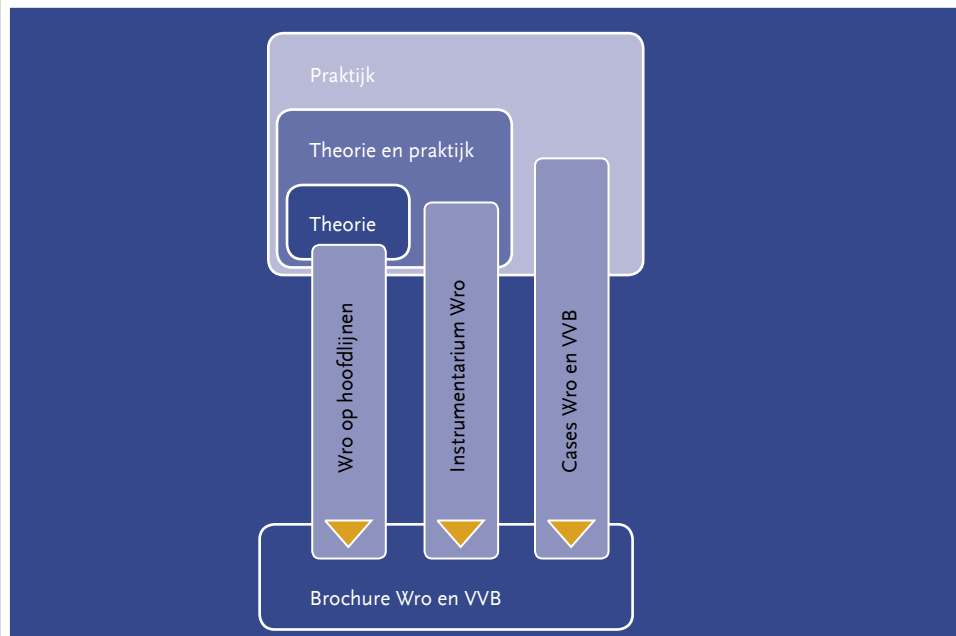 Praktijk
Theorie en praktijk
Theorie
Wro op hoofdlijnen
Instrumentarium Wro
Cases Wro en VVB
Brochure Wro en VVB